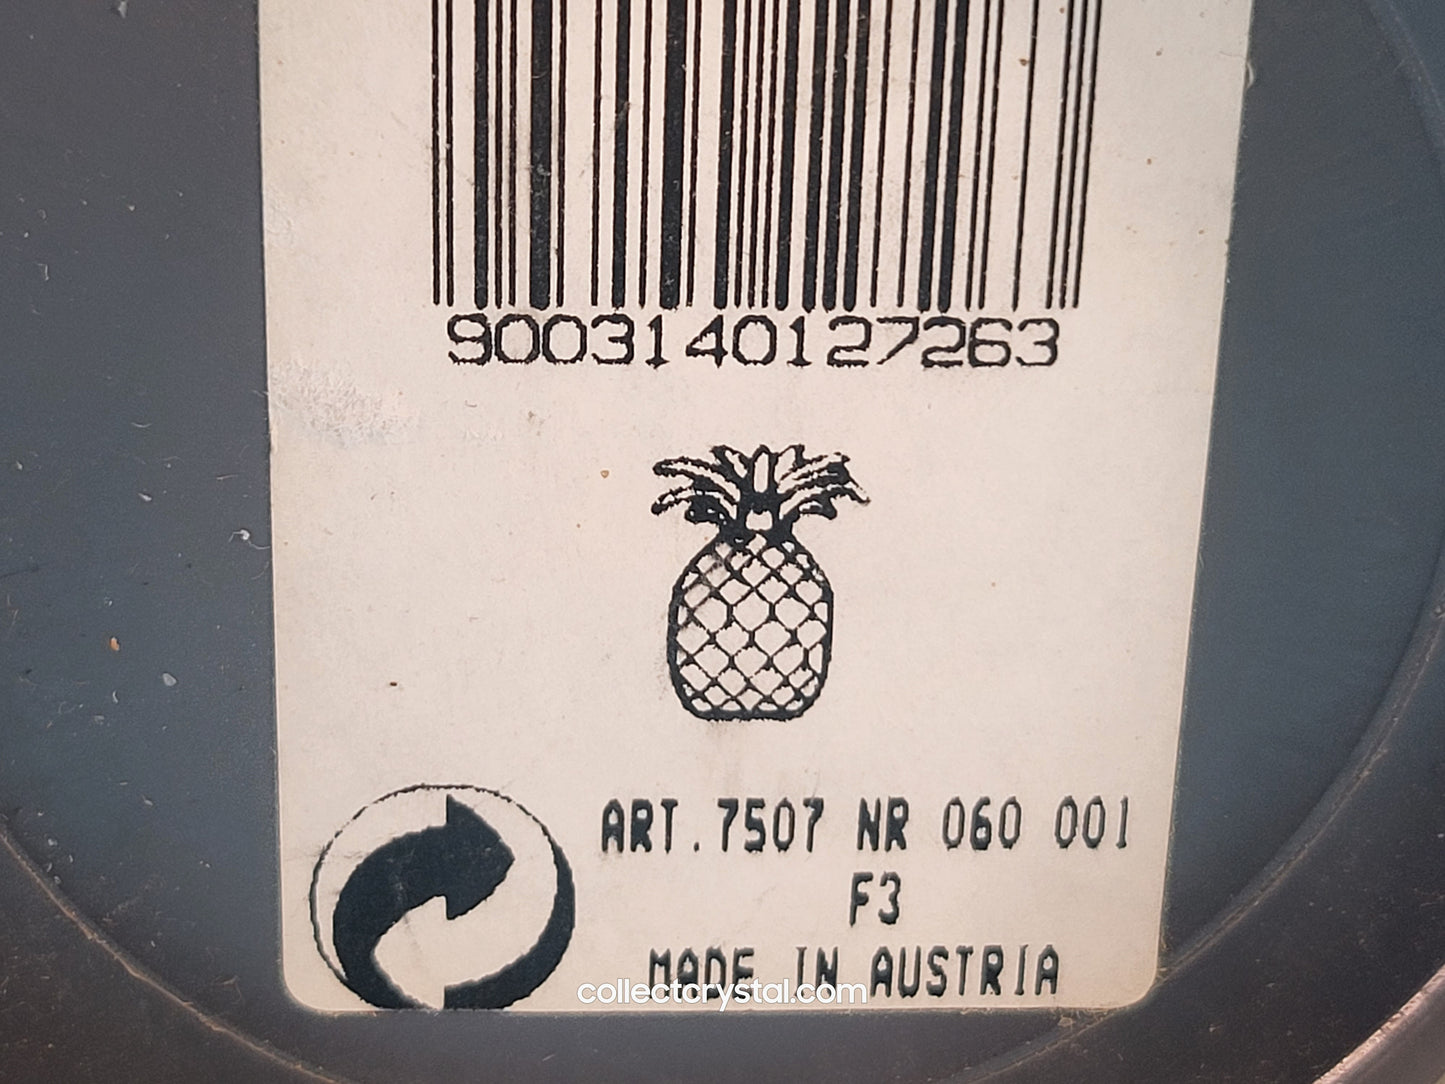 9003140127263
ART.7507 NR 060 001
F3
MADE IN AUSTRIA
collectcrystal.com